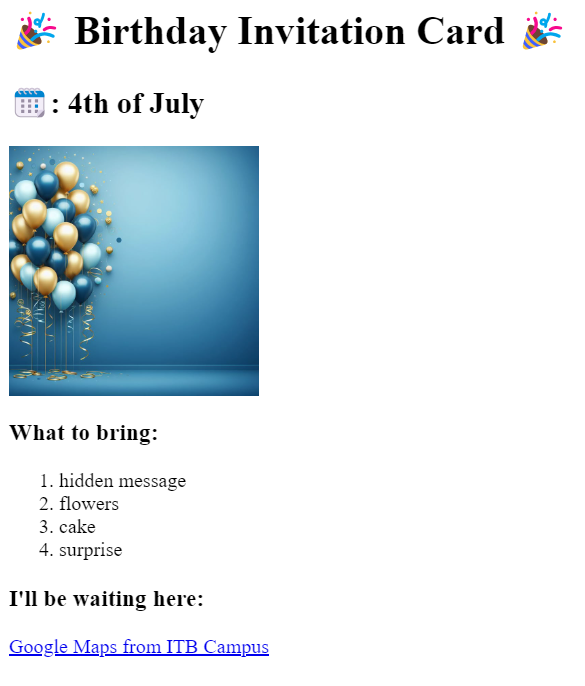 🎉 Birthday Invitation Card 🎉
📅: 4th of July
What to bring:
1. hidden message
2. flowers
3. cake
4. surprise
I'll be waiting here:
Google Maps from ITB Campus